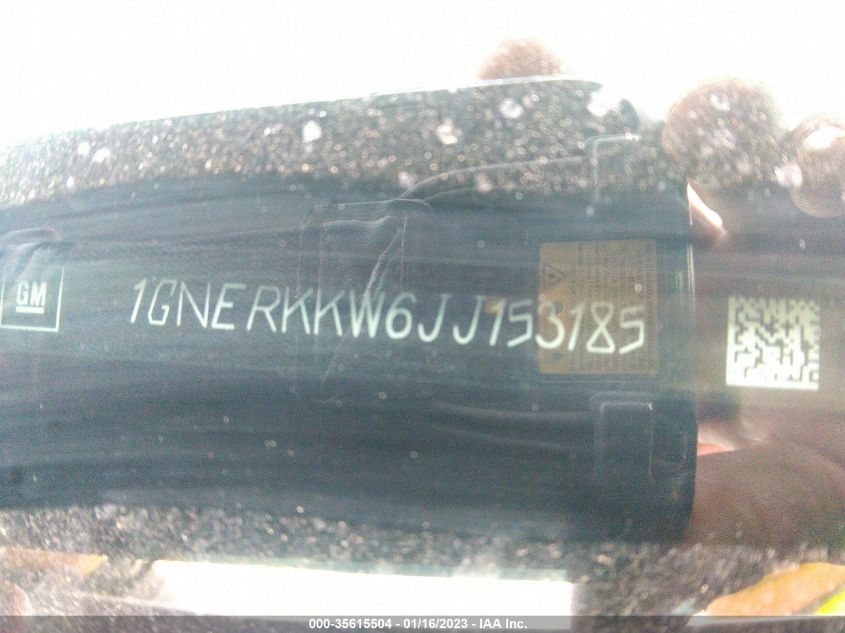 GM 1GNERKKW6JJ153185
000-35615504 - 01/16/2023 - IAA Inc.